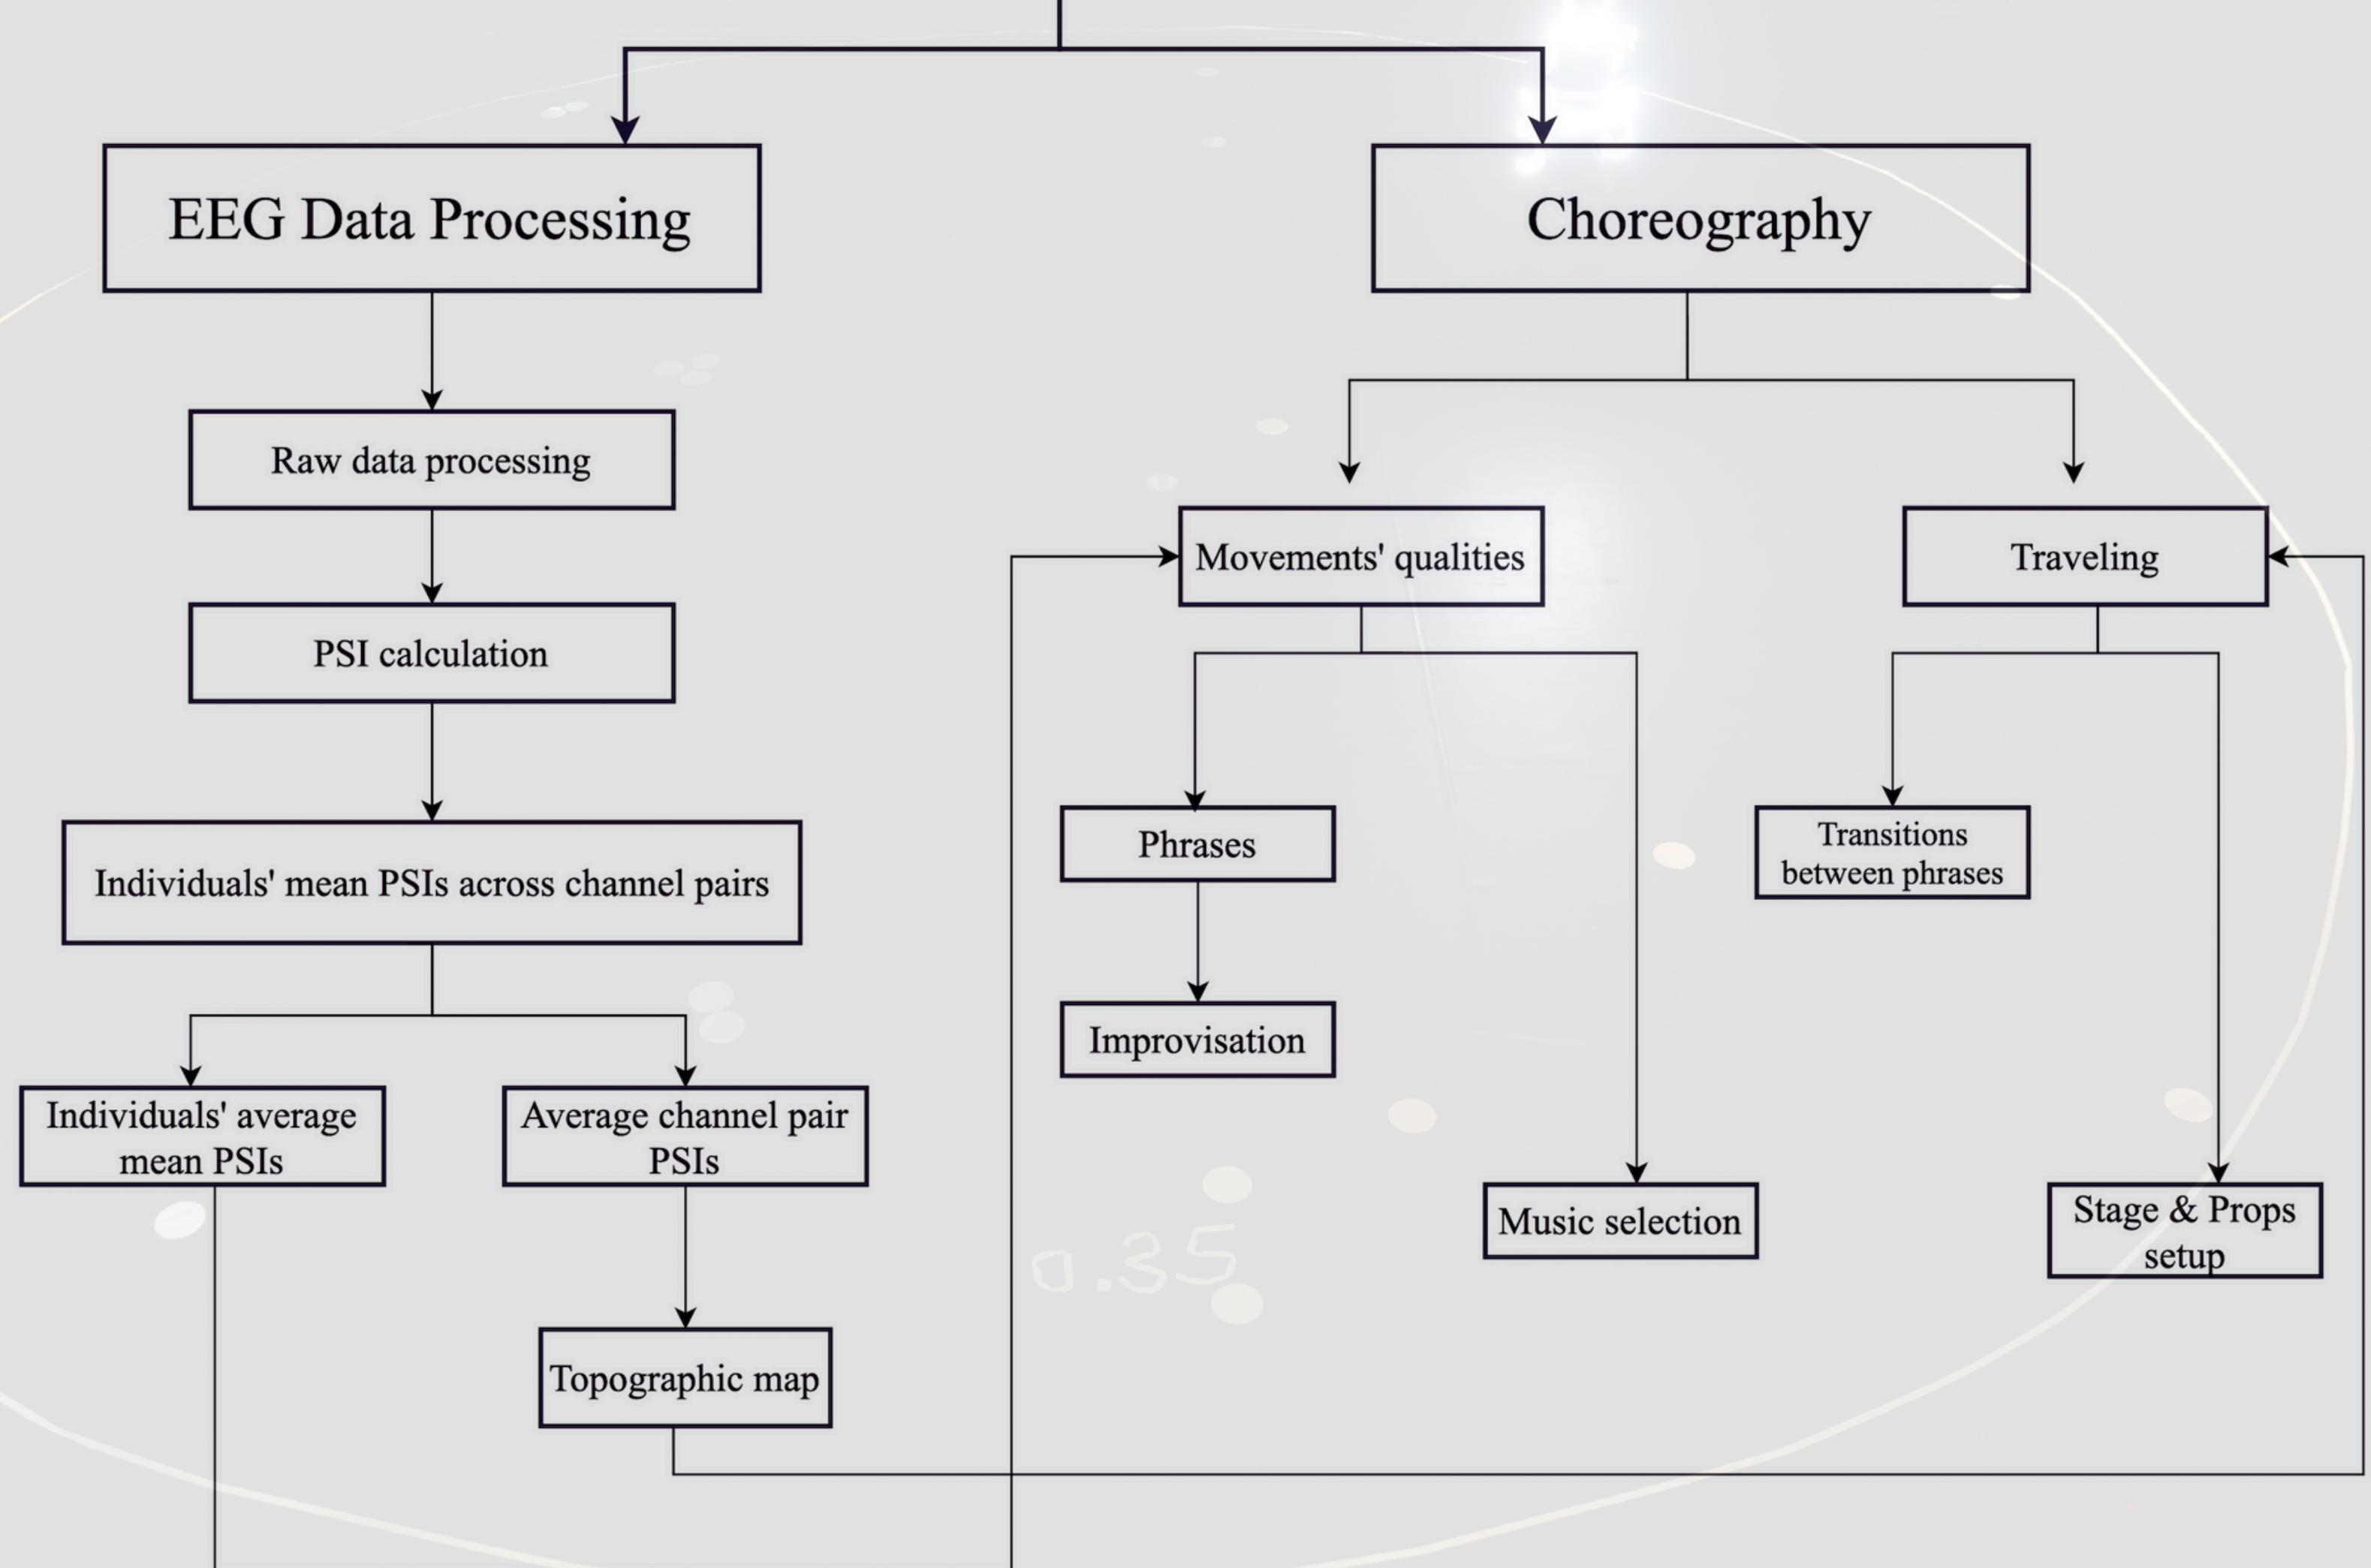 EEG Data Processing
Choreography
Raw data processing
PSI calculation
Individuals' mean PSIs across channel pairs
Individuals' average
mean PSIs
Average channel pair
PSIs
Topographic map
Movements' qualities
Traveling
Phrases
Improvisation
Music selection
Transitions
between phrases
Stage & Props
setup
0.35